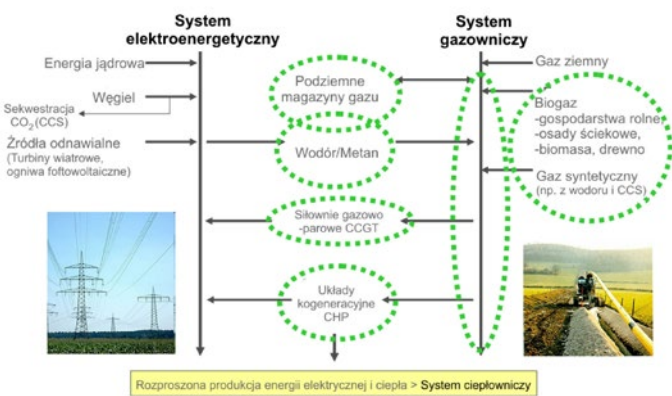 System
elektroenergetyczny
System
gazowniczy
Energia jądrowa
Węgiel
Sekwestracja
CO2 (CCS)
Źródła odnawialne
(Turbiny wiatrowe,
ogniwa fotowoltaiczne)
Podziemne
magazyny gazu
Wodór/Metan
Siłownie gazowo
-parowe CCGT
Układy
kogeneracyjne
CHP
Gaz ziemny
Biogaz
-gospodarstwa rolne,
-osady ściekowe,
-biomasa, drewno
Gaz syntetyczny
(np. z wodoru i CCS)
Rozproszona produkcja energii elektrycznej i ciepła > System ciepłowniczy